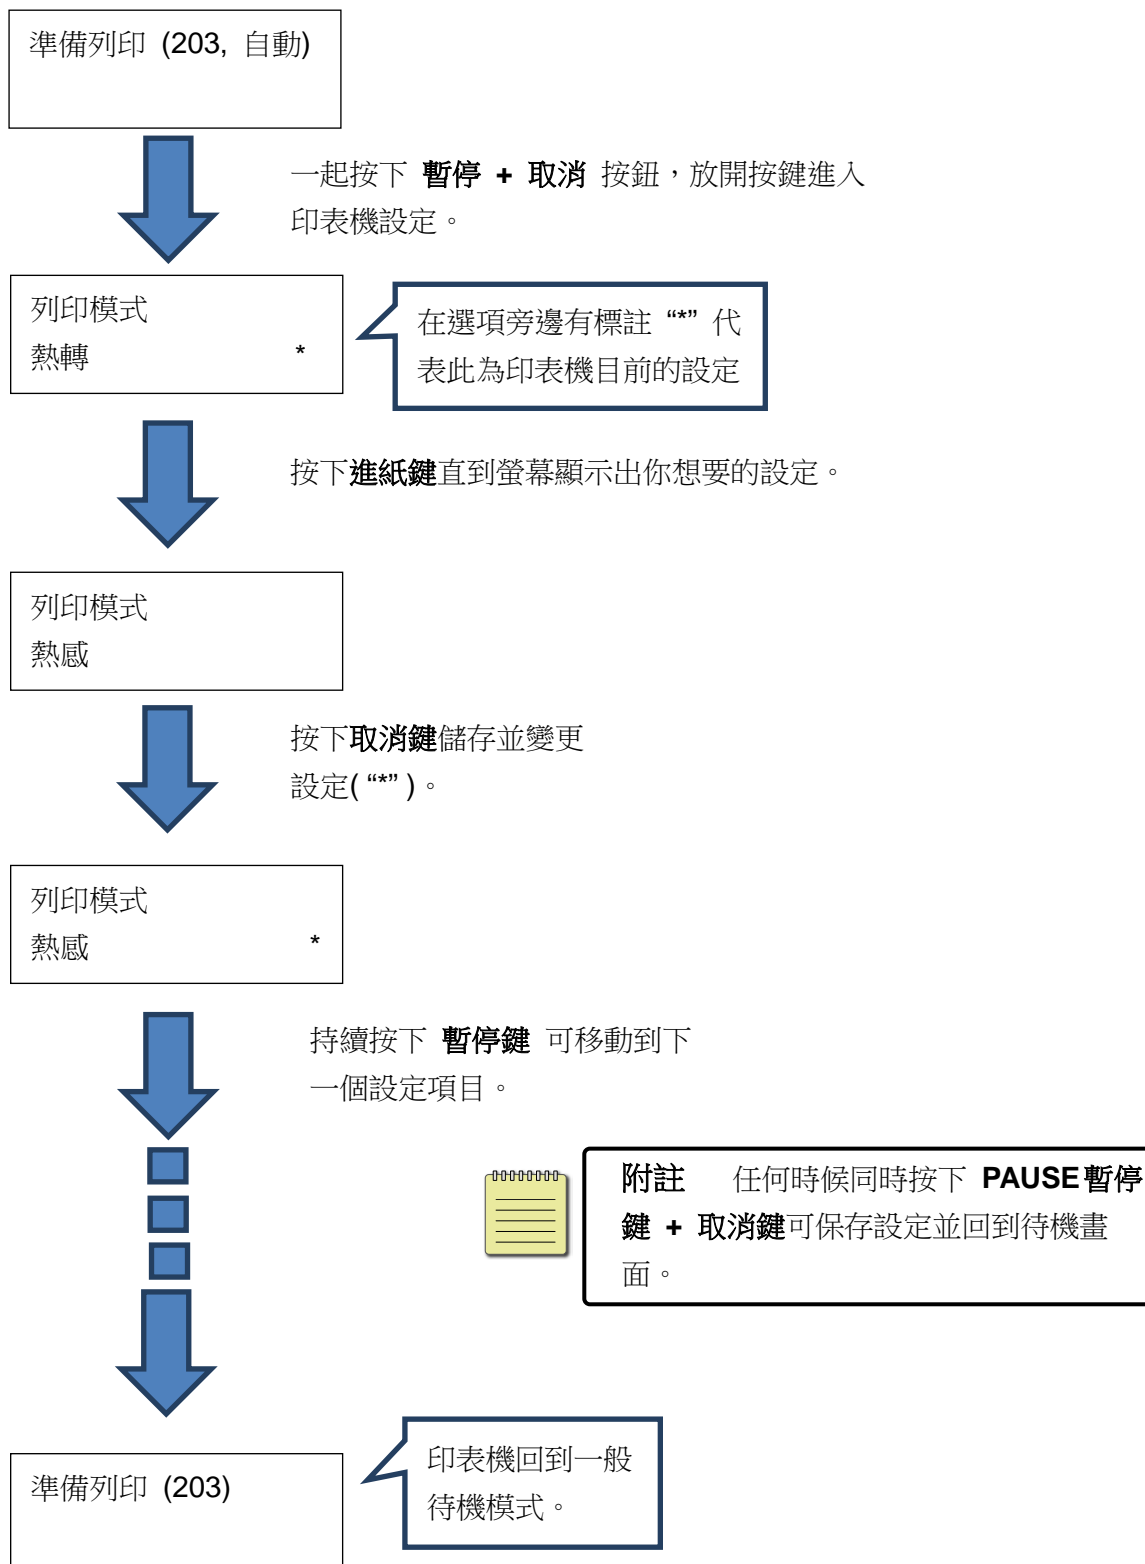 準備列印 (203, 自動)
一起按下 暫停 + 取消 按鈕，放開按鍵進入
印表機設定。
列印模式
熱轉 *
在選項旁邊有標註 “*” 代
表此為印表機目前的設定
按下進紙鍵直到螢幕顯示出你想要的設定。
列印模式
熱感
按下取消鍵儲存並變更
設定( “*” )。
列印模式
熱感 *
持續按下 暫停鍵 可移動到下
一個設定項目。
附註 任何時候同時按下 PAUSE暫停
鍵 + 取消鍵可保存設定並回到待機畫
面。
準備列印 (203)
印表機回到一般
待機模式。